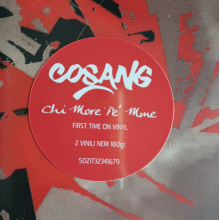 COSANG
Chi More Pe' Mme
FIRST TIME ON VINYL
2 VINILI NERI 180gr.
5021732341679